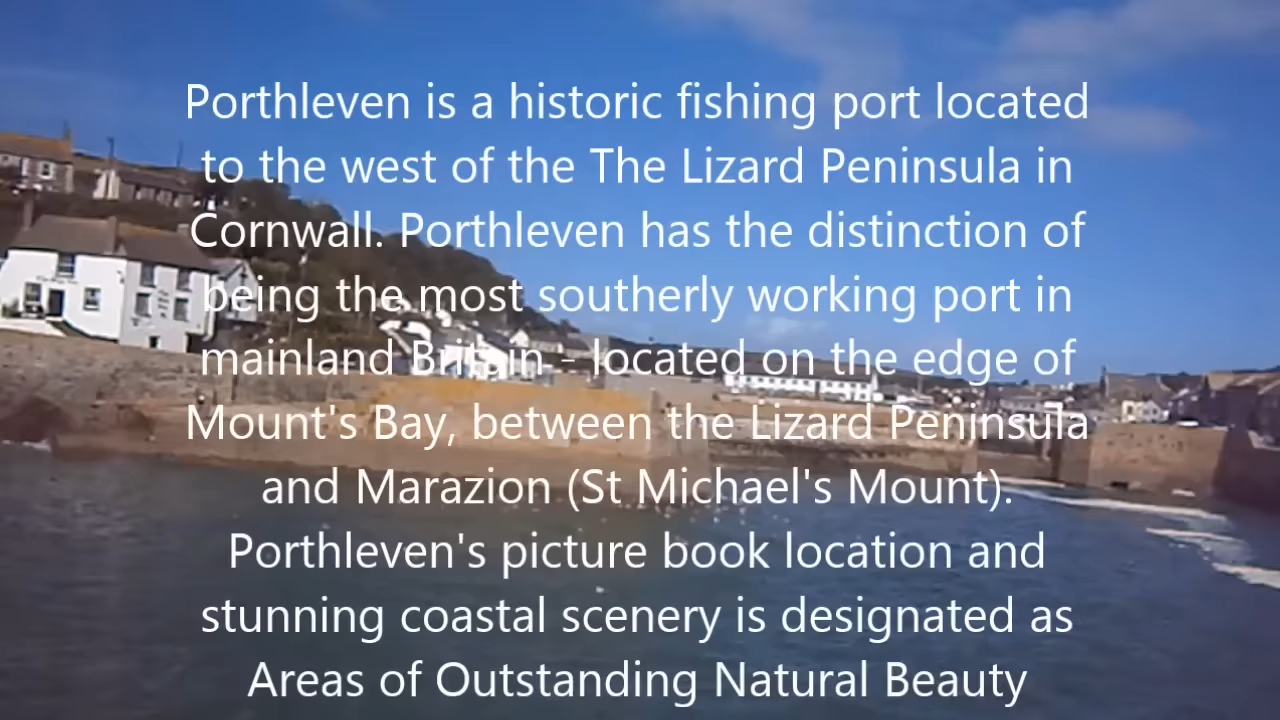 Porthleven is a historic fishing port located
to the west of the The Lizard Peninsula in
Cornwall. Porthleven has the distinction of
being the most southerly working port in
mainland Britain - located on the edge of
Mount's Bay, between the Lizard Peninsula
and Marazion (St Michael's Mount).
Porthleven's picture book location and
stunning coastal scenery is designated as
Areas of Outstanding Natural Beauty